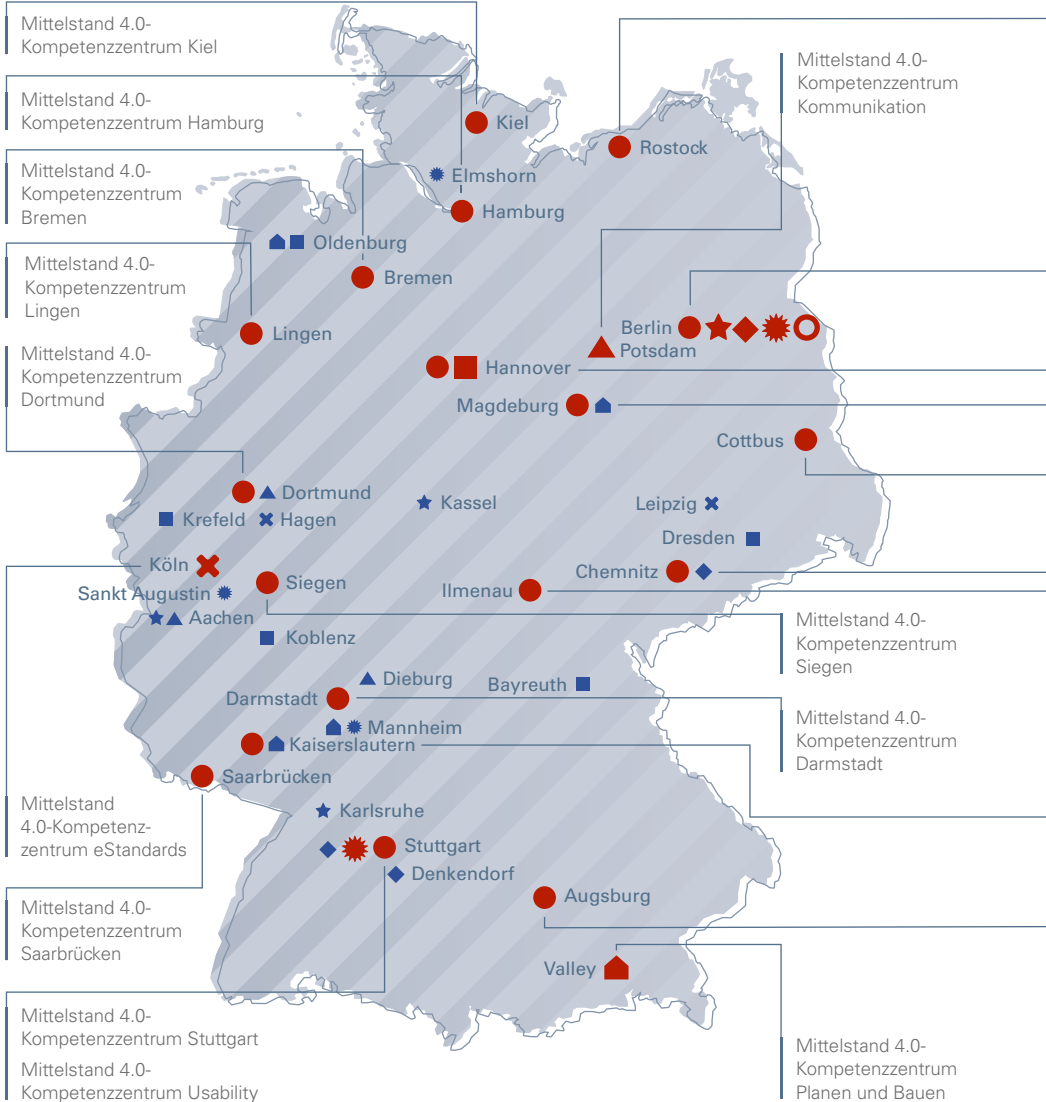 Mittelstand 4.0-
Kompetenzzentrum Kiel
Mittelstand 4.0-
Kompetenzzentrum Hamburg
Mittelstand 4.0-
Kompetenzzentrum
Bremen
Mittelstand 4.0-
Kompetenzzentrum
Lingen
Mittelstand 4.0-
Kompetenzzentrum
Dortmund
Mittelstand 4.0-
Kompetenzzentrum
Kommunikation
Kiel
Rostock
Elmshorn
Hamburg
Oldenburg
Bremen
Lingen
Berlin
Potsdam
Hannover
Magdeburg
Cottbus
Dortmund
Kassel
Leipzig
Krefeld
Hagen
Dresden
Köln
Siegen
Chemnitz
Sankt Augustin
Ilmenau
Aachen
Koblenz
Dieburg
Bayreuth
Darmstadt
Mannheim
Kaiserslautern
Saarbrücken
Karlsruhe
Stuttgart
Denkendorf
Augsburg
Valley
Mittelstand 4.0-
Kompetenzzentrum
Siegen
Mittelstand 4.0-
Kompetenzzentrum
Darmstadt
Mittelstand
4.0-Kompetenz-
zentrum eStandards
Mittelstand 4.0-
Kompetenzzentrum
Saarbrücken
Mittelstand 4.0-
Kompetenzzentrum Stuttgart
Mittelstand 4.0-
Kompetenzzentrum Usability
Mittelstand 4.0-
Kompetenzzentrum
Planen und Bauen